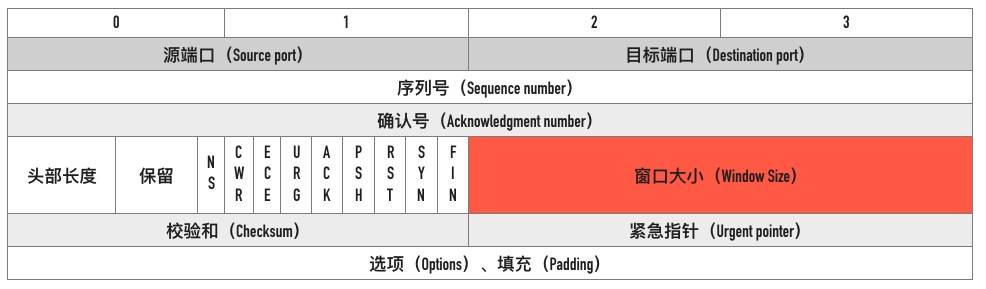 0 1 2 3
源端口（Source port） 目标端口（Destination port）
序列号（Sequence number）
确认号（Acknowledgment number）
头部长度 保留 NS CWR ECE URG ACK PSH RST SYN FIN 窗口大小（Window Size）
校验和（Checksum） 紧急指针（Urgent pointer）
选项（Options）、填充（Padding）